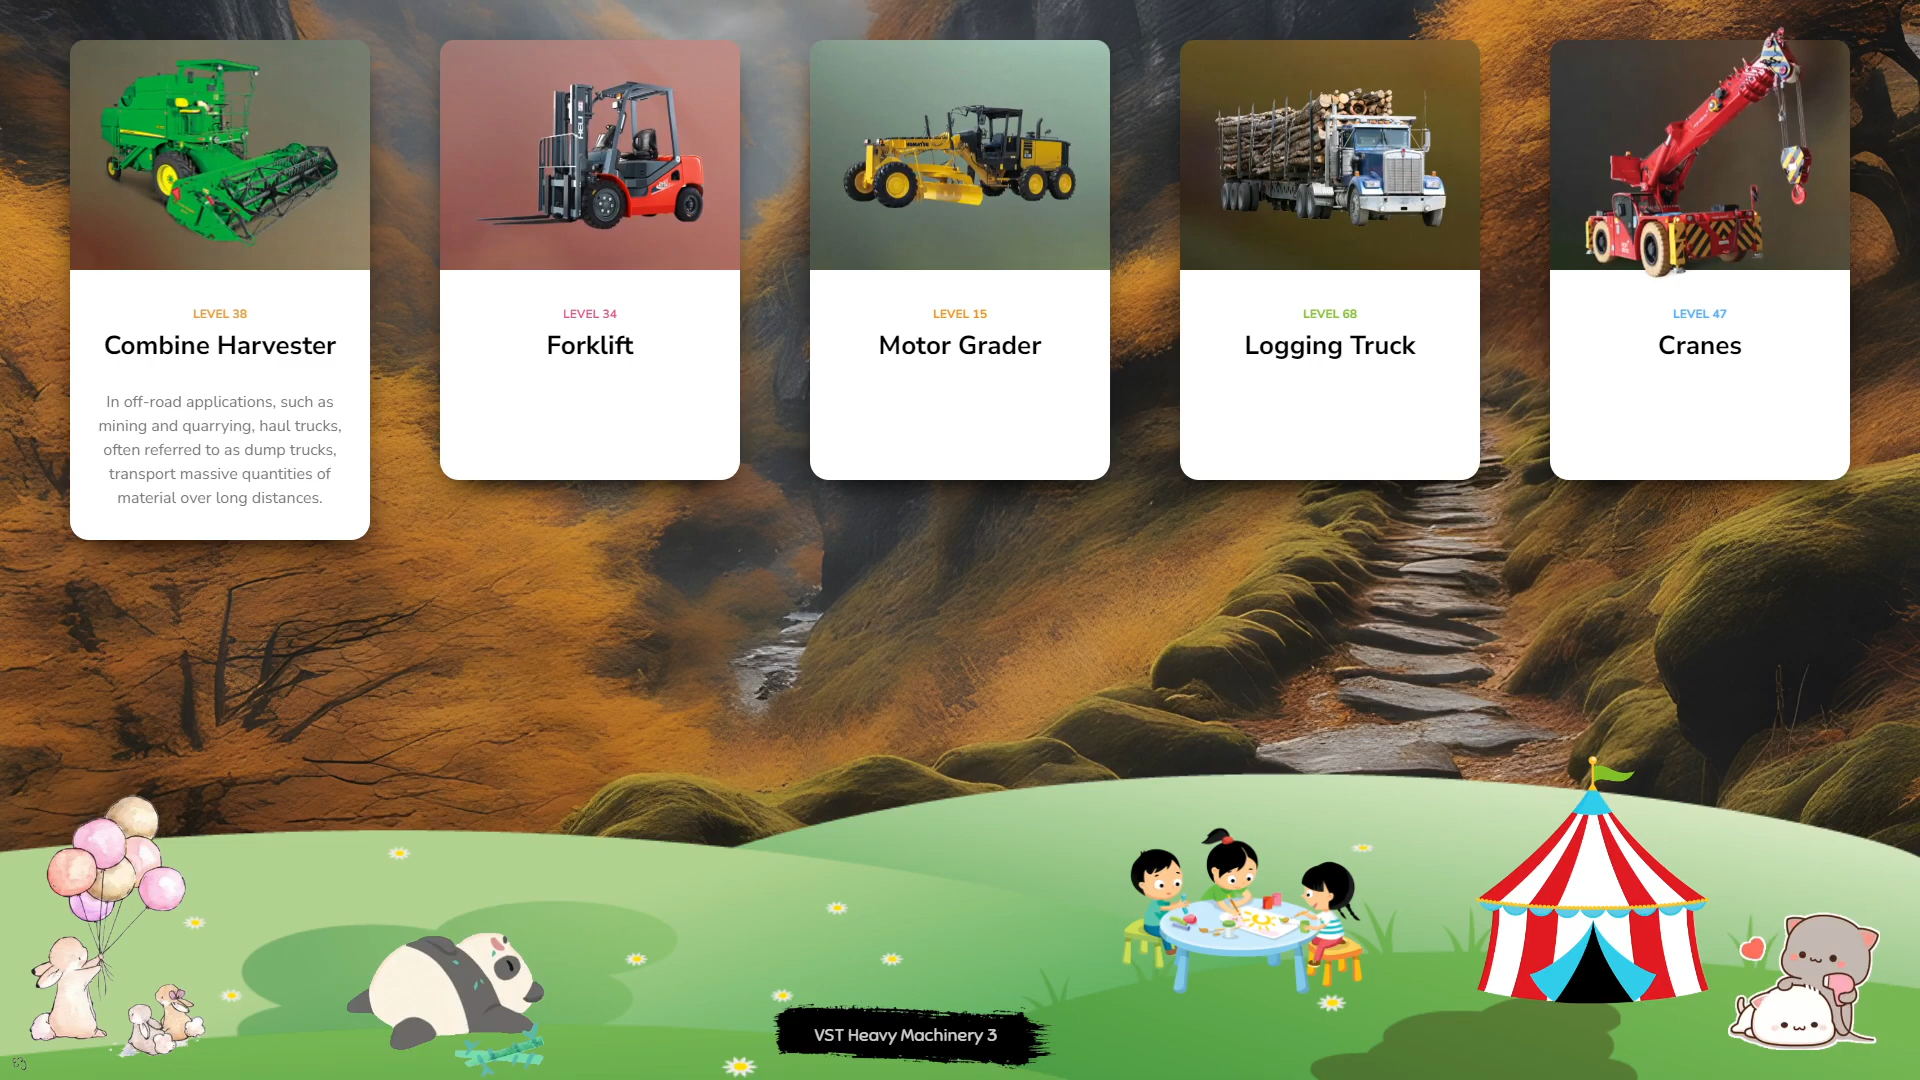 HELI
KOMATSU
LEVEL 38
Combine Harvester
In off-road applications, such as
mining and quarrying, haul trucks,
often referred to as dump trucks,
transport massive quantities of
material over long distances.
LEVEL 34
Forklift
LEVEL 15
Motor Grader
LEVEL 68
Logging Truck
LEVEL 47
Cranes
VST Heavy Machinery 3